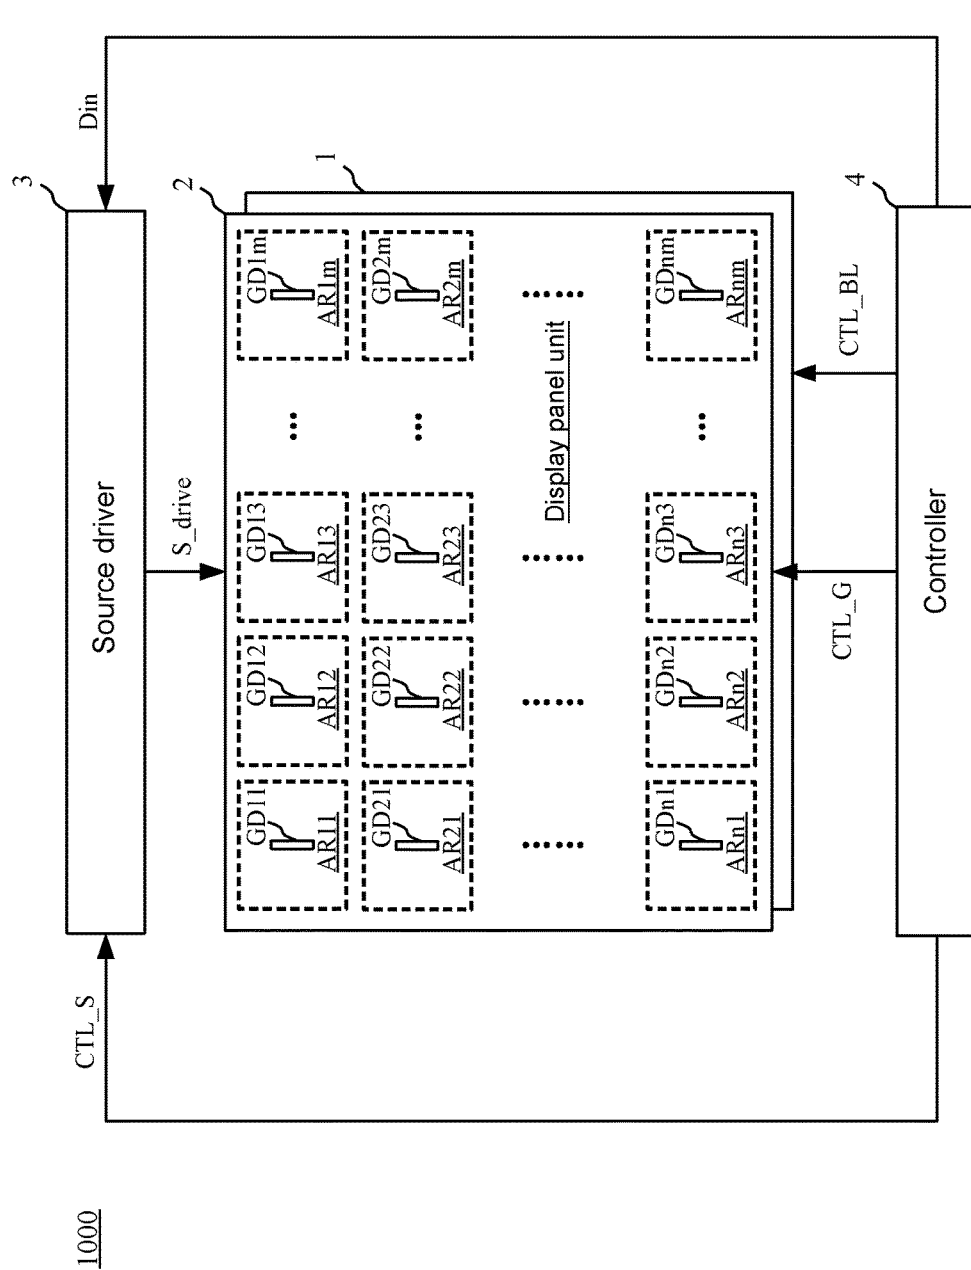 3
1000
CTL_S
Din
Source driver
S_drive
2
1
GD11 GD12 GD13 GD1m
•••
AR11 AR12 AR13 AR1m
GD21 GD22 GD23 GD2m
•••
AR21 AR22 AR23 AR2m
•••••• •••••• •••••• ••••••
Display panel unit
GDn1 GDn2 GDn3 GDnm
•••
ARn1 ARn2 ARn3 ARnm
CTL_G
CTL_BL
4
Controller